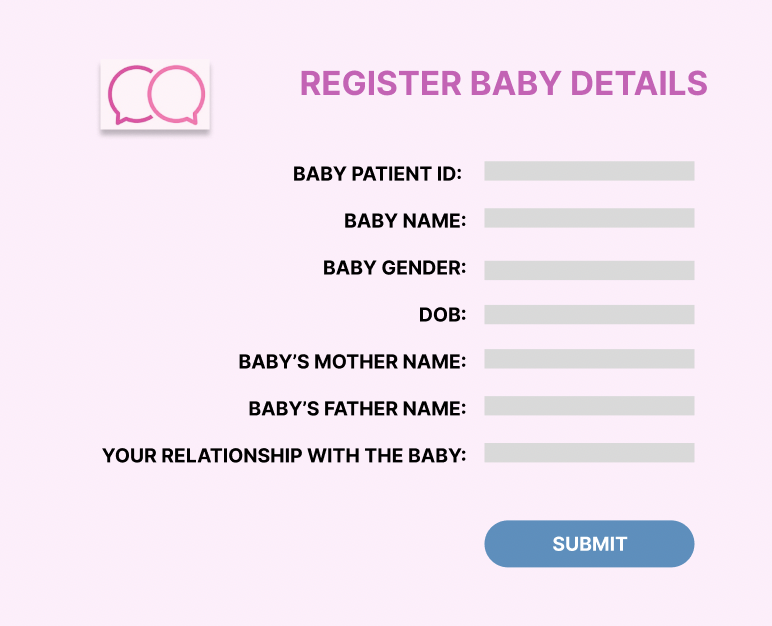 REGISTER BABY DETAILS
BABY PATIENT ID:
BABY NAME:
BABY GENDER:
DOB:
BABY’S MOTHER NAME:
BABY’S FATHER NAME:
YOUR RELATIONSHIP WITH THE BABY:
SUBMIT